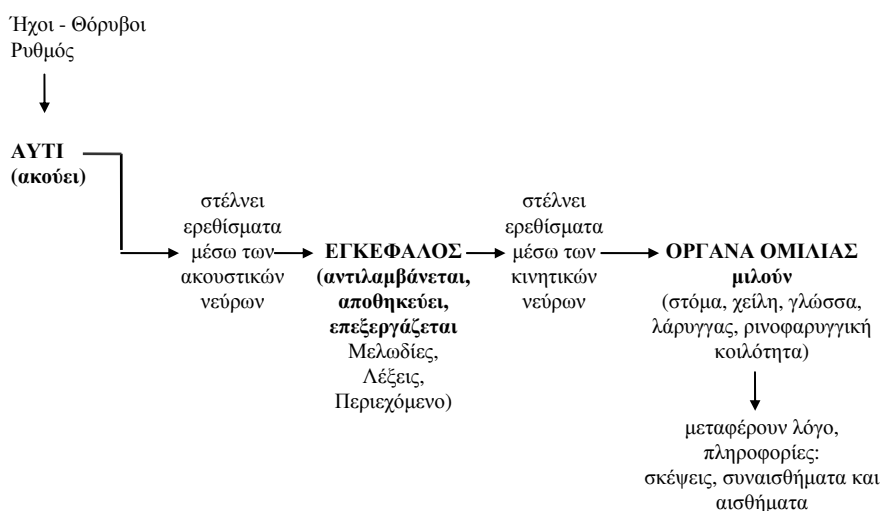 Ήχοι - Θόρυβοι
Ρυθμός
ΑΥΤΙ
(ακούει)
στέλνει
ερεθίσματα
μέσω των
ακουστικών
νεύρων
ΕΓΚΕΦΑΛΟΣ
(αντιλαμβάνεται,
αποθηκεύει,
επεξεργάζεται
Μελωδίες,
Λέξεις,
Περιεχόμενο)
στέλνει
ερεθίσματα
μέσω των
κινητικών
νεύρων
ΟΡΓΑΝΑ ΟΜΙΛΙΑΣ
μιλούν
(στόμα, χείλη, γλώσσα,
λάρυγγας, ρινοφαρυγγική
κοιλότητα)
μεταφέρουν λόγο,
πληροφορίες:
σκέψεις, συναισθήματα και
αισθήματα